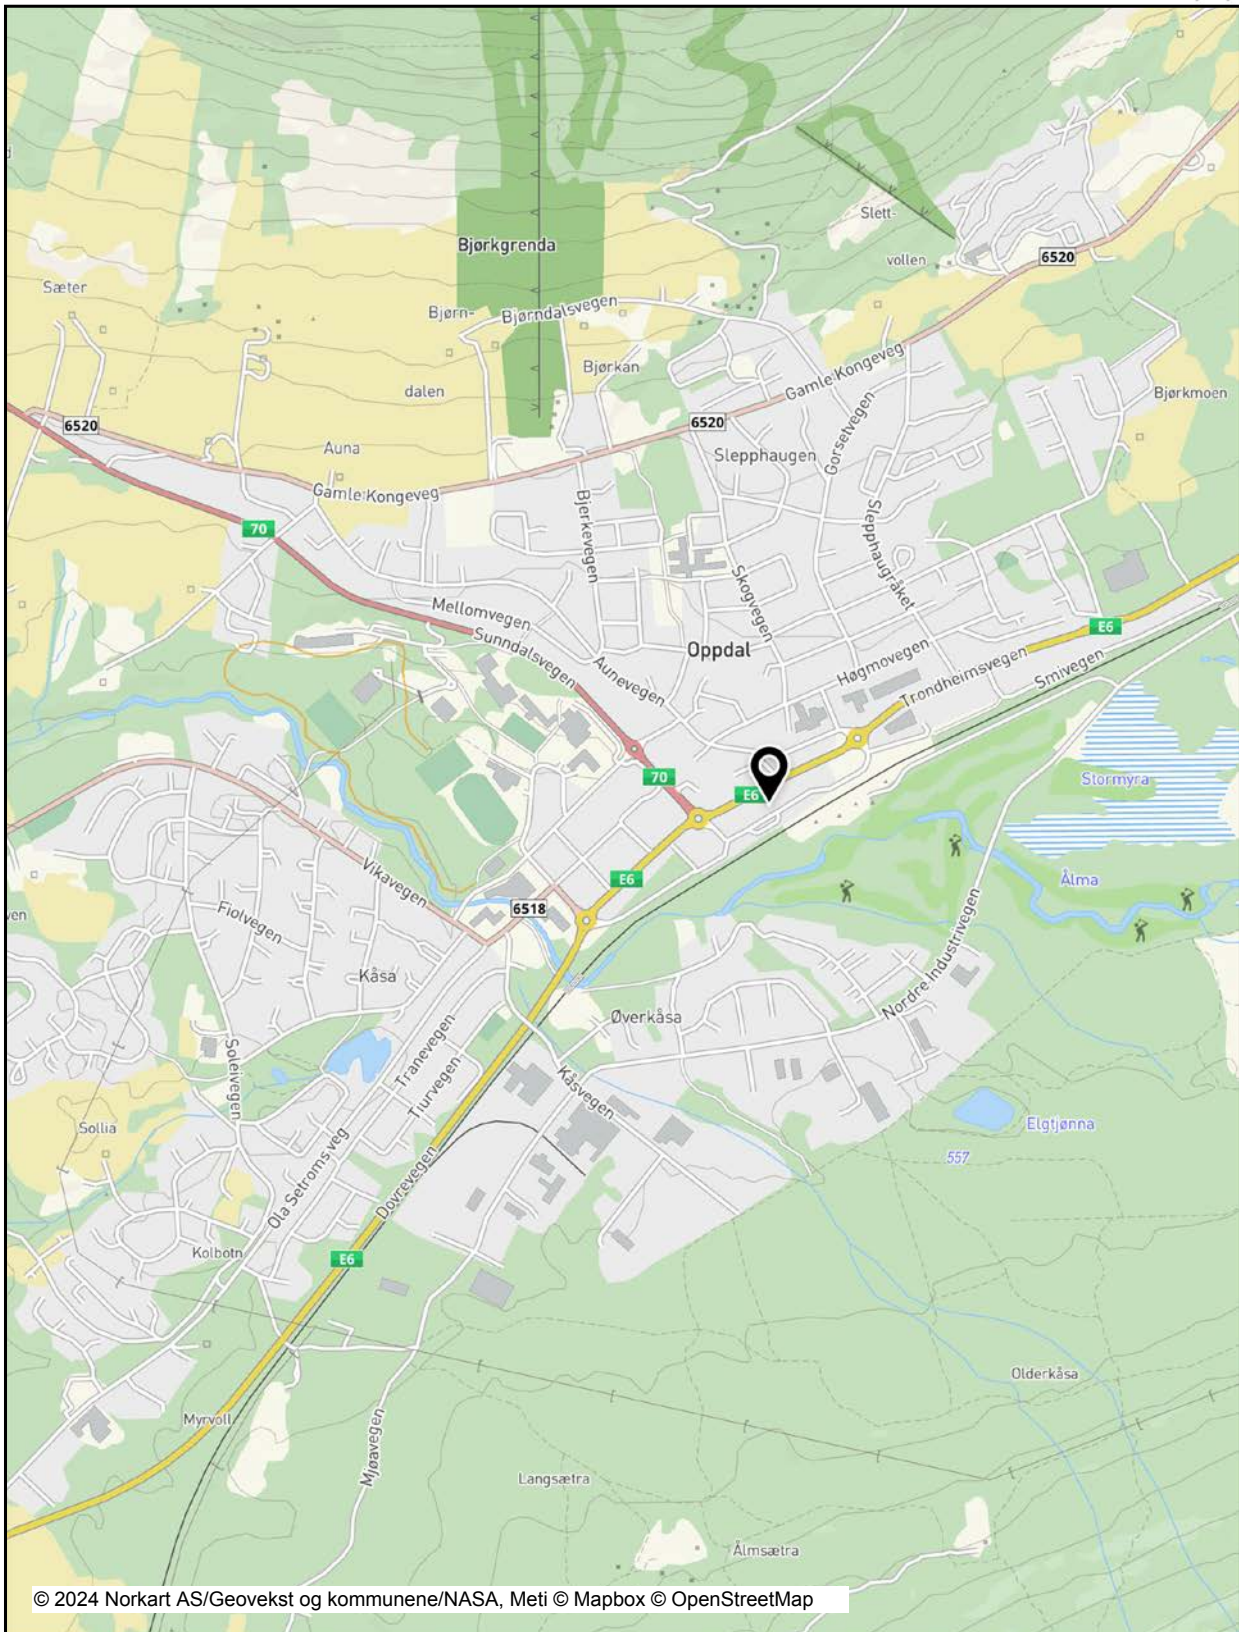 Slett-
vollen
Bjørkgrenda
6520
Sæter
Bjørn-
Bjørndalsvegen
Bjørkan
Gamle Kongeveg
dalen
Bjørkmoen
6520
6520
Auna
Slepphaugen
Gorsetvegen
Gamle Kongeveg
Bjerkevegen
Slepphaugråket
70
Skogvegen
Mellomvegen
E6
Sunndalsvegen
Oppdal
Høgmovegen
Trondheimsvegen
Smivegen
Aunevegen
70
Stormyra
E6
Vikavegen
E6
Ålma
ven
Fiolvegen
6518
Nordre Industrivegen
Kåsa
Øverkåsa
Soleivegen
Tranevegen
Tiurvegen
Kåsvegen
Sollia
Elgtjønna
557
Ola Setroms veg
Dovrevegen
Kolbotn
E6
Olderkåsa
Myrvoll
Mjøavegen
Langsætra
Ålmsætra
© 2024 Norkart AS/Geovekst og kommunene/NASA, Meti © Mapbox © OpenStreetMap